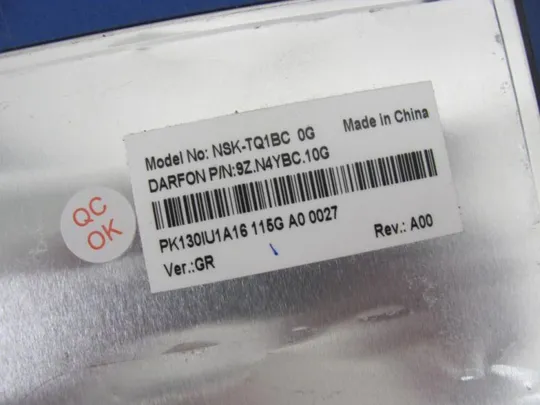 Model No: NSK-TQ1BC 0G Made in China
DARFON P/N:9Z.N4YBC.10G
PK130IU1A16 115G A0 0027
Ver.:GR Rev.: A00
QC
OK